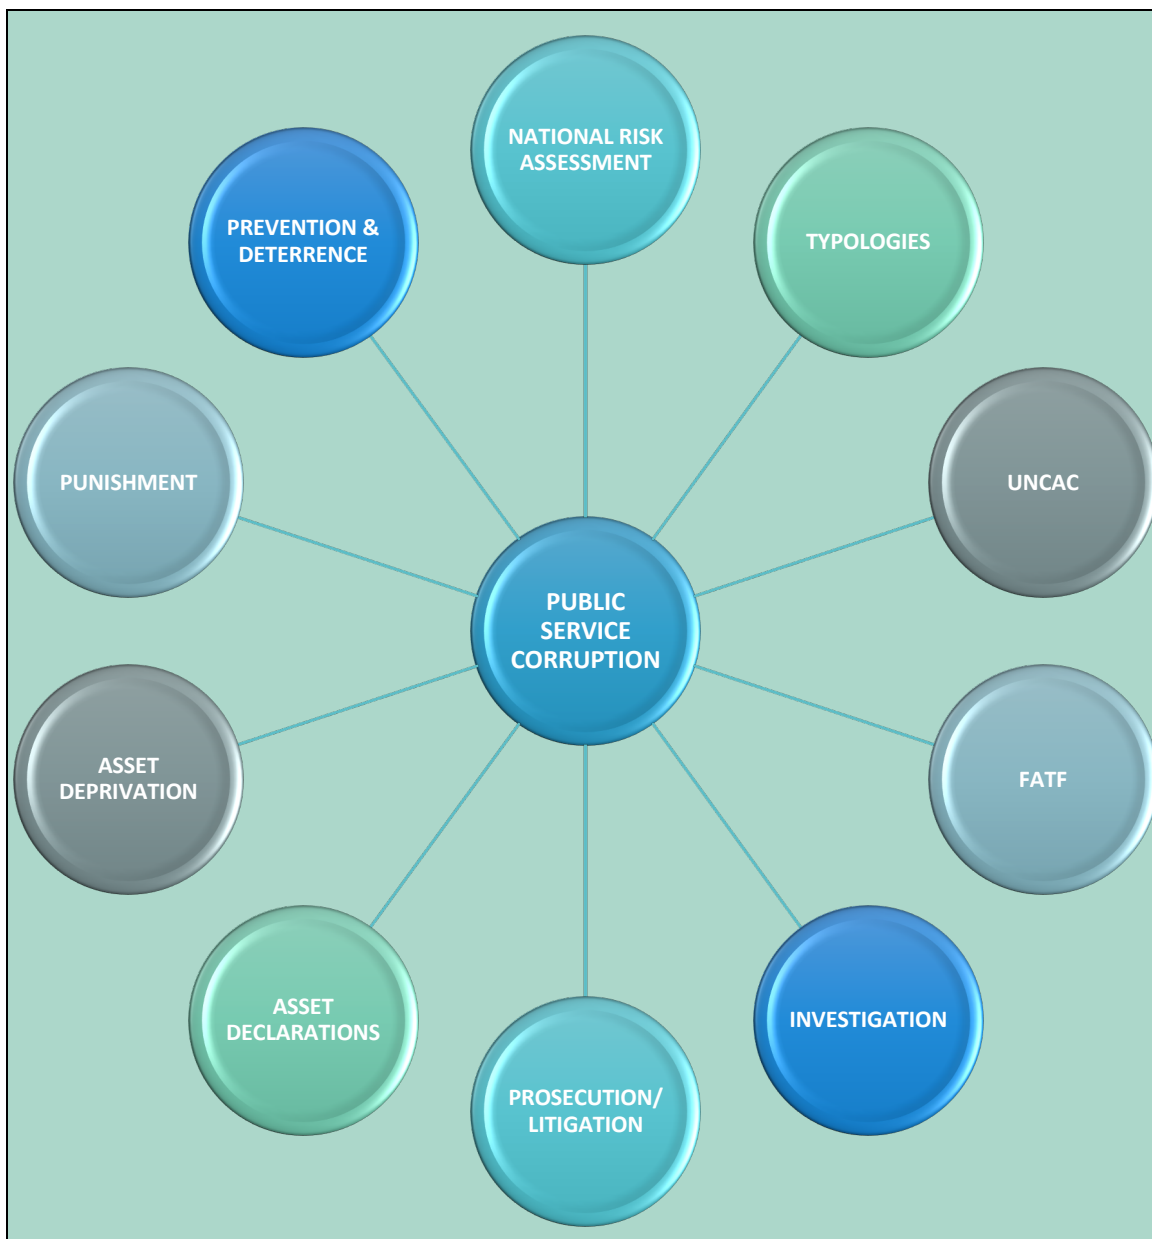 NATIONAL RISK
ASSESSMENT
PREVENTION &
DETERRENCE
TYPOLOGIES
PUNISHMENT
UNCAC
PUBLIC
SERVICE
CORRUPTION
ASSET
DEPRIVATION
FATF
ASSET
DECLARATIONS
INVESTIGATION
PROSECUTION/
LITIGATION